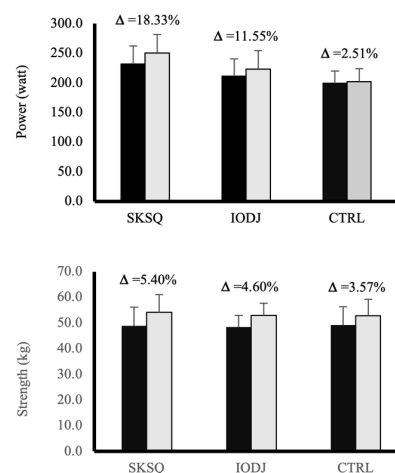 Δ =18.33%
Δ =11.55%
Δ =2.51%
300.0
250.0
200.0
150.0
100.0
50.0
0.0
Power (watt)
SKSQ IODJ CTRL
Δ =5.40%
Δ =4.60%
Δ =3.57%
70.0
60.0
50.0
40.0
30.0
20.0
10.0
0.0
Strength (kg)
SKSQ IODJ CTRL